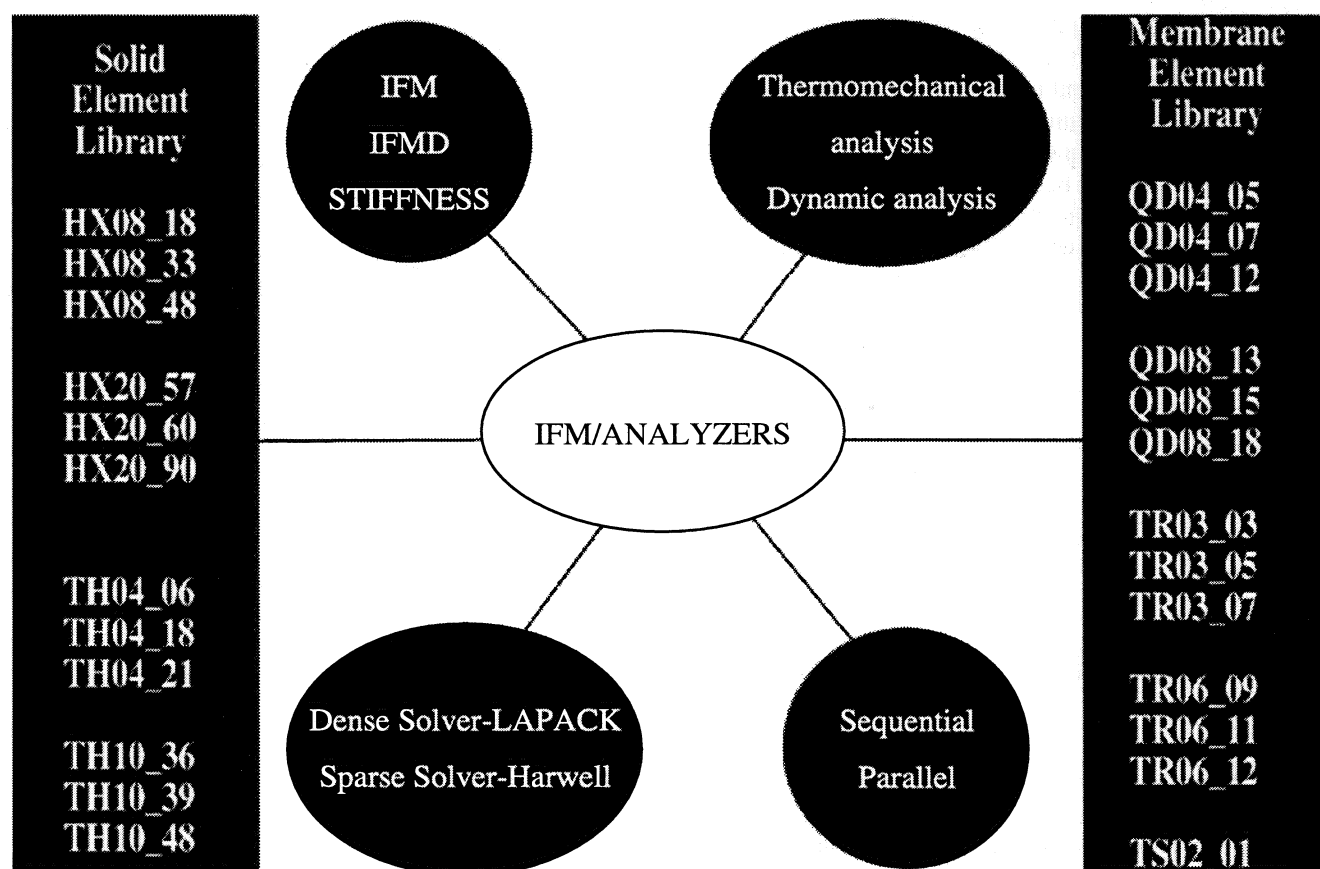 Solid
Element
Library
HX08_18
HX08_33
HX08_48
HX20_57
HX20_60
HX20_90
TH04_06
TH04_18
TH04_21
TH10_36
TH10_39
TH10_48
IFM
IFMD
STIFFNESS
Thermomechanical
analysis
Dynamic analysis
IFM/ANALYZERS
Dense Solver-LAPACK
Sparse Solver-Harwell
Sequential
Parallel
Membrane
Element
Library
QD04_05
QD04_07
QD04_12
QD08_13
QD08_15
QD08_18
TR03_03
TR03_05
TR03_07
TR06_09
TR06_11
TR06_12
TS02_01